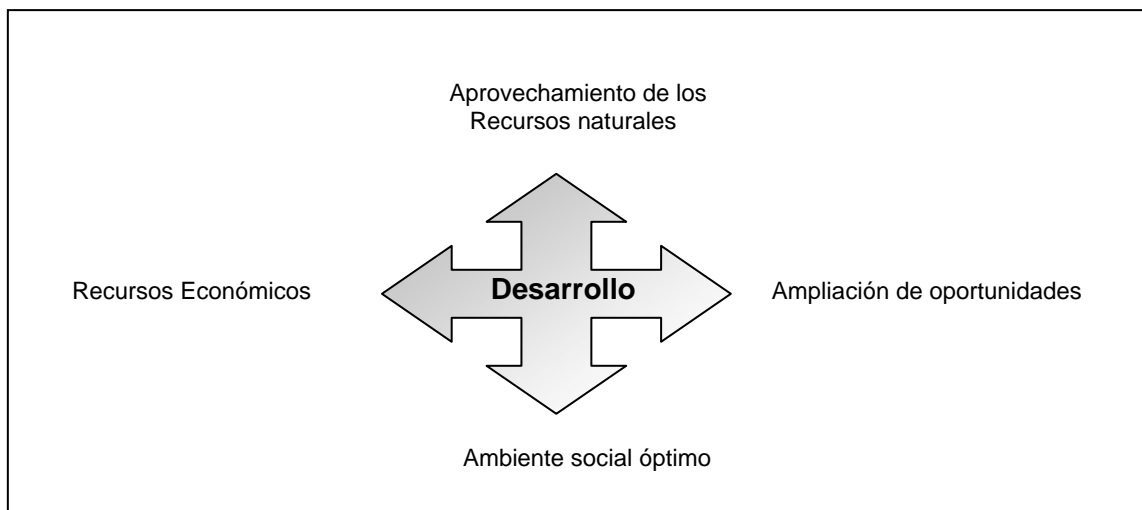 Aprovechamiento de los
Recursos naturales
Recursos Económicos
Desarrollo
Ampliación de oportunidades
Ambiente social óptimo